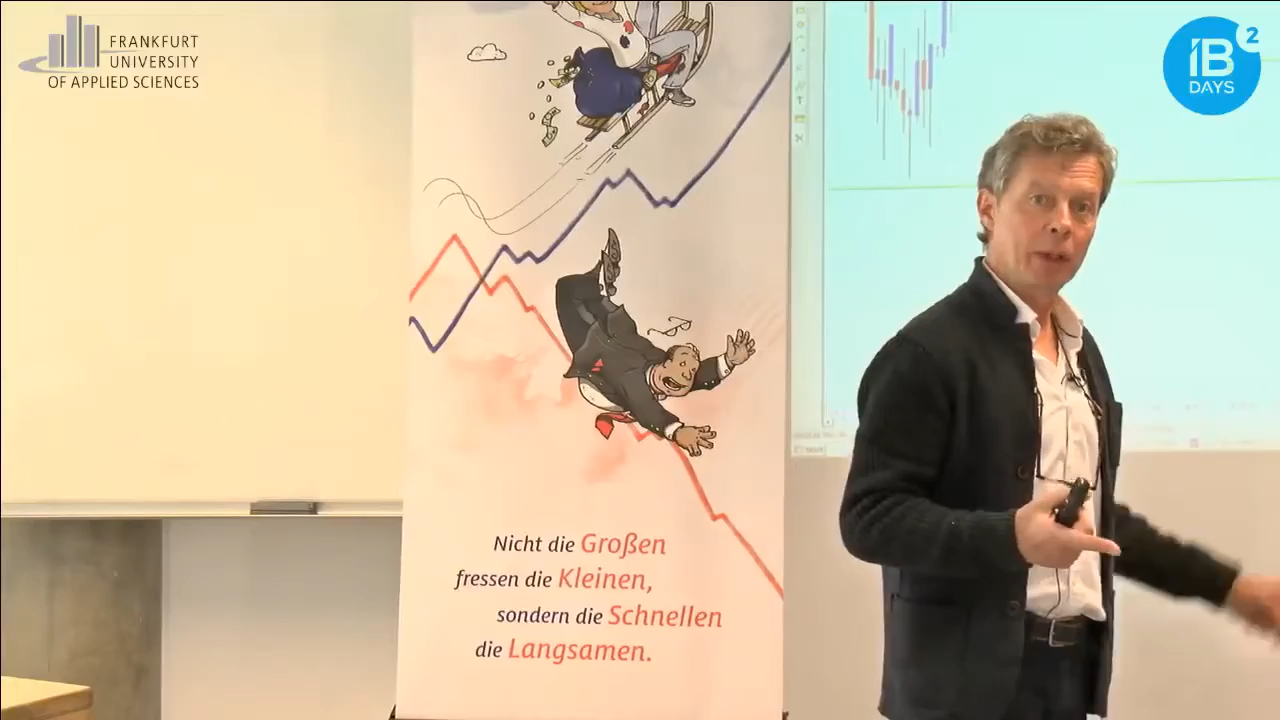 FRANKFURT
UNIVERSITY
OF APPLIED SCIENCES
IB 2
DAYS
Nicht die Großen
fressen die Kleinen,
sondern die Schnellen
die Langsamen.